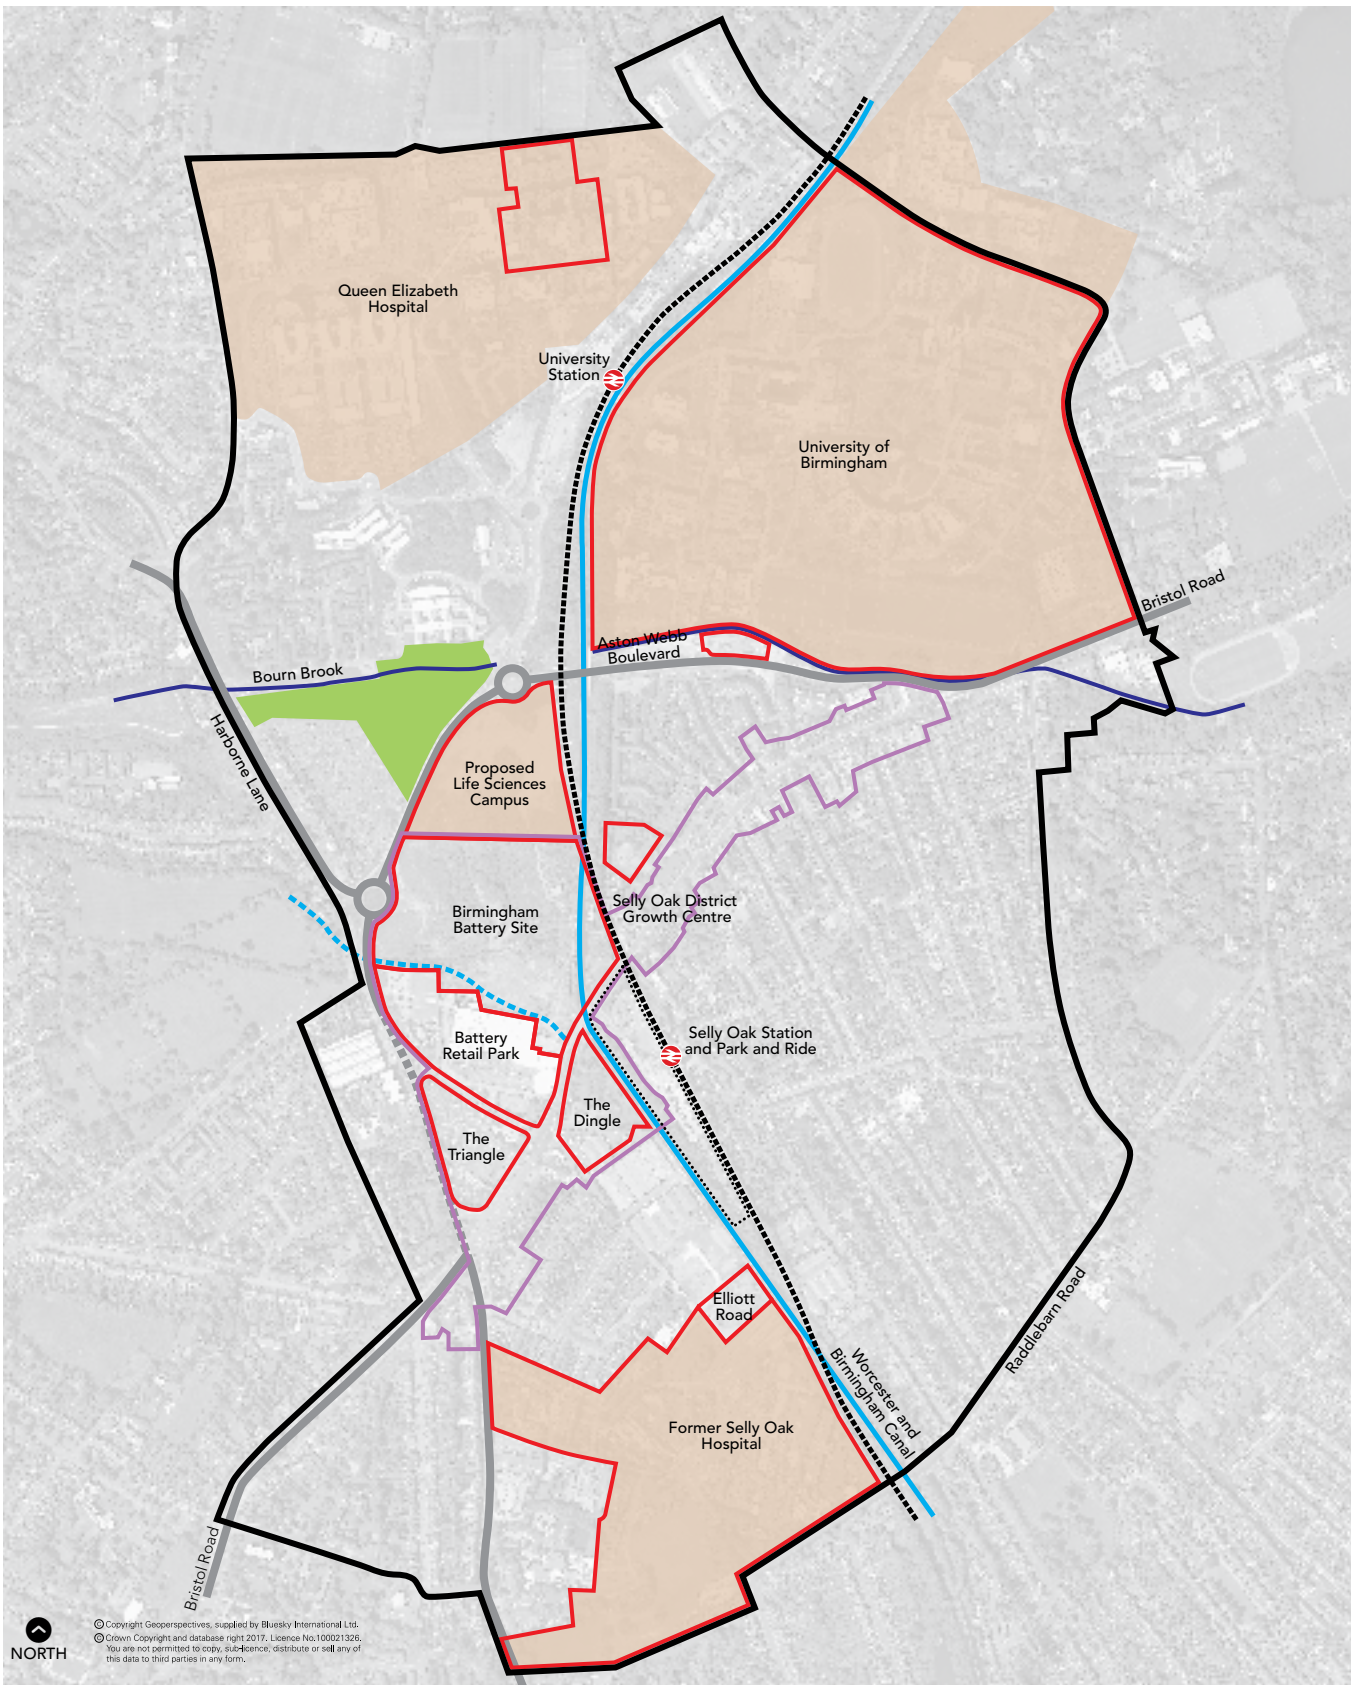 Queen Elizabeth
Hospital
University
Station
University of
Birmingham
Bristol Road
Aston Webb
Boulevard
Bourn Brook
Harborne Lane
Proposed
Life Sciences
Campus
Selly Oak District
Growth Centre
Birmingham
Battery Site
Selly Oak Station
and Park and Ride
Battery
Retail Park
The
Dingle
The
Triangle
Elliott
Road
Raddlebarn Road
Worcester and
Birmingham Canal
Former Selly Oak
Hospital
Bristol Road
NORTH
© Copyright Geoperspectives, supplied by Bluesky International Ltd.
© Crown Copyright and database right 2017. Licence No.100021326.
You are not permitted to copy, sub-licence, distribute or sell any of
this data to third parties in any form.